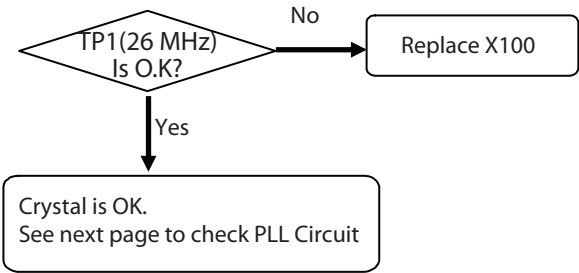 No
TP1(26 MHz)
Is O.K?
Replace X100
Yes
Crystal is OK.
See next page to check PLL Circuit